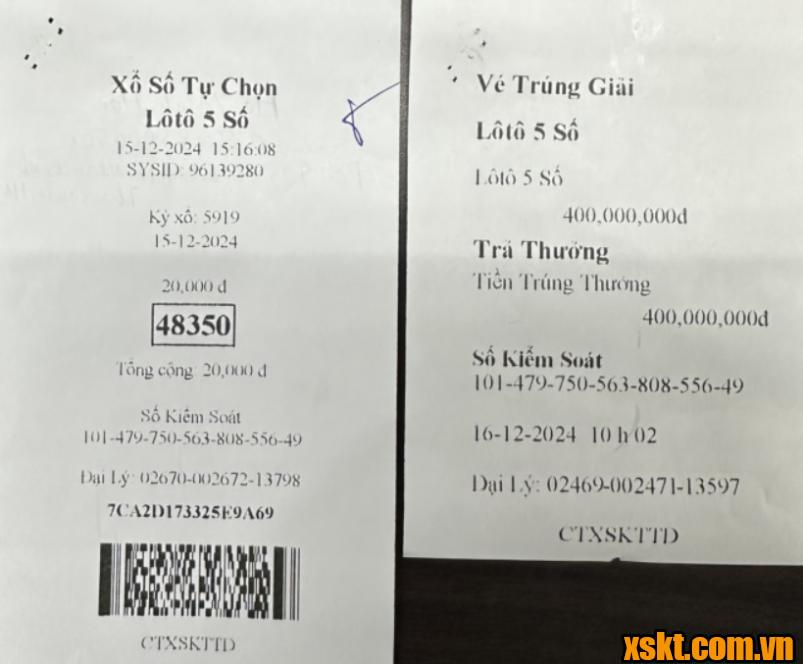 Xổ Số Tự Chọn
Lôtô 5 Số
15-12-2024 15:16:08
SYSID: 96139280
Kỳ xổ: 5919
15-12-2024
20,000 đ
48350
Tổng cộng: 20,000 đ
Số Kiểm Soát
101-479-750-563-808-556-49
Đại Lý: 02670-002672-13798
7CA2D173325E9A69
CTXSKTTD
Vé Trúng Giải
Lôtô 5 Số
Lôtô 5 Số
400,000,000đ
Trả Thưởng
Tiền Trúng Thưởng
400,000,000đ
Số Kiểm Soát
101-479-750-563-808-556-49
16-12-2024 10 h 02
Đại Lý: 02469-002471-13597
CTXSKTTD
xskt.com.vn